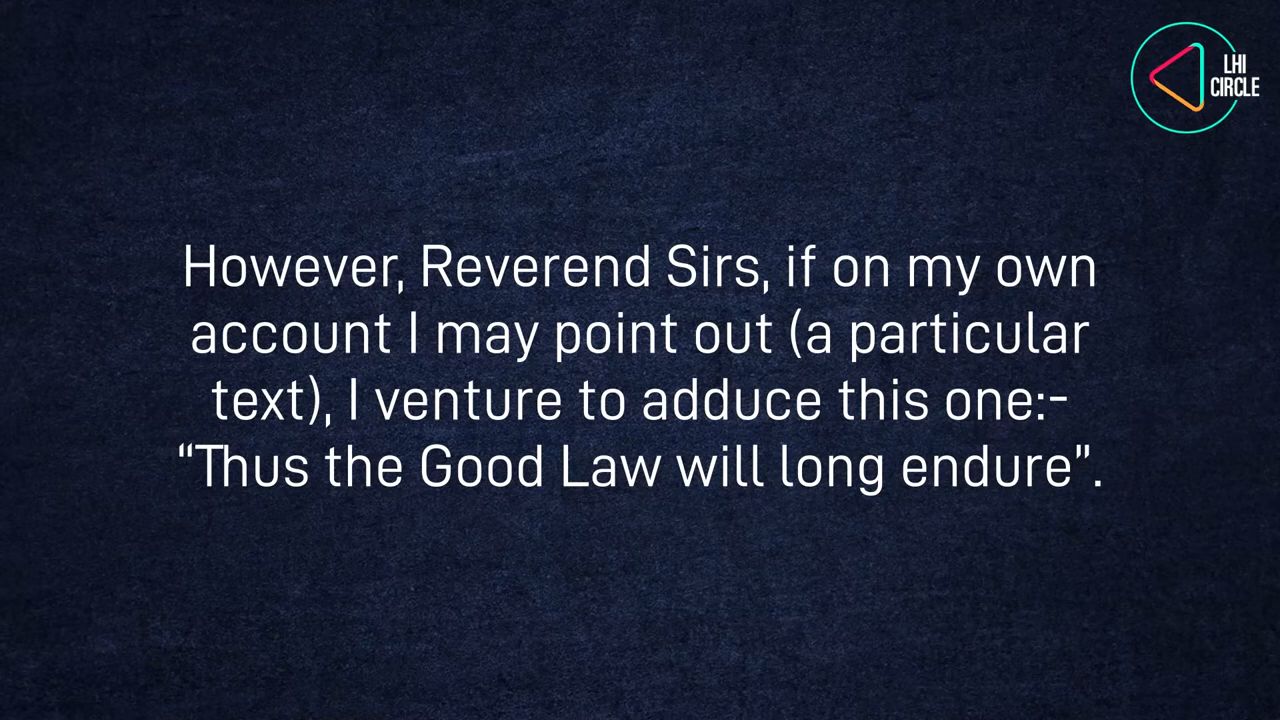 LHI
CIRCLE
However, Reverend Sirs, if on my own
account I may point out (a particular
text), I venture to adduce this one:-
“Thus the Good Law will long endure”.